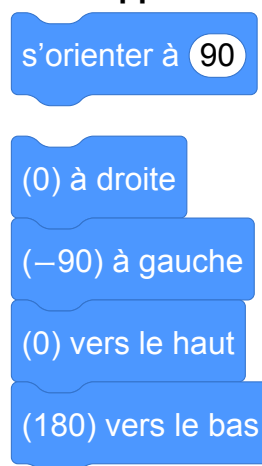 s’orienter à 90
(0) à droite
(−90) à gauche
(0) vers le haut
(180) vers le bas